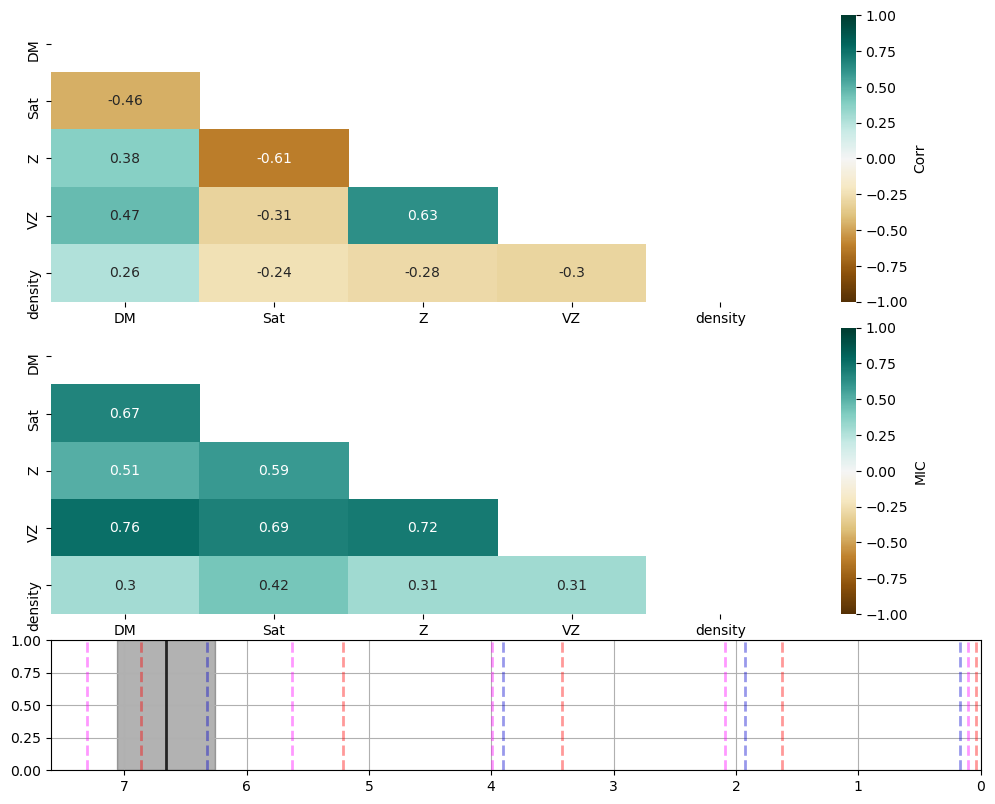 1.00
DM
0.75
Sat
-0.46
0.50
0.25
Z
0.38 -0.61
0.00
Corr
−0.25
VZ
0.47 -0.31 0.63
−0.50
density
0.26 -0.24 -0.28 -0.3
−0.75
−1.00
DM Sat Z VZ density
1.00
DM
0.75
Sat
0.67
0.50
0.25
Z
0.51 0.59
0.00
MIC
−0.25
VZ
0.76 0.69 0.72
−0.50
density
0.3 0.42 0.31 0.31
−0.75
−1.00
DM Sat Z VZ density
1.00
0.75
0.50
0.25
0.00
7 6 5 4 3 2 1 0